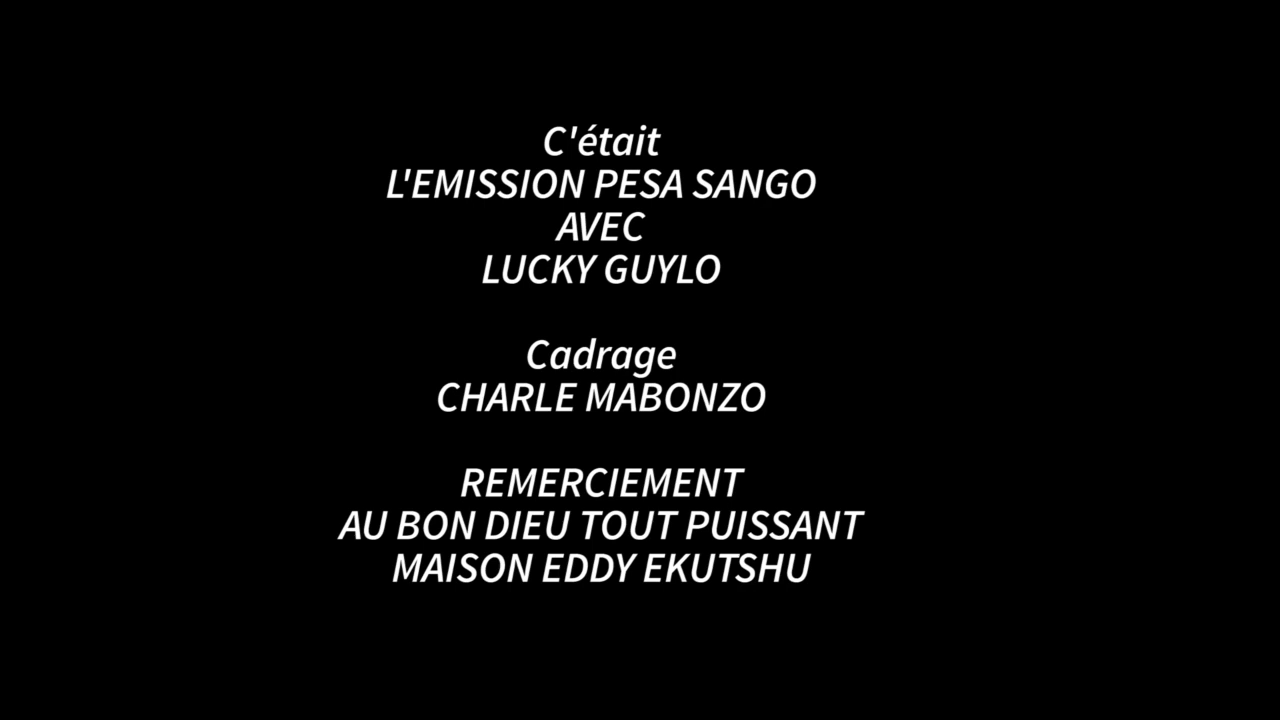 C'était
L'EMISSION PESA SANGO
AVEC
LUCKY GUYLO
Cadrage
CHARLE MABONZO
REMERCIEMENT
AU BON DIEU TOUT PUISSANT
MAISON EDDY EKUTSHU